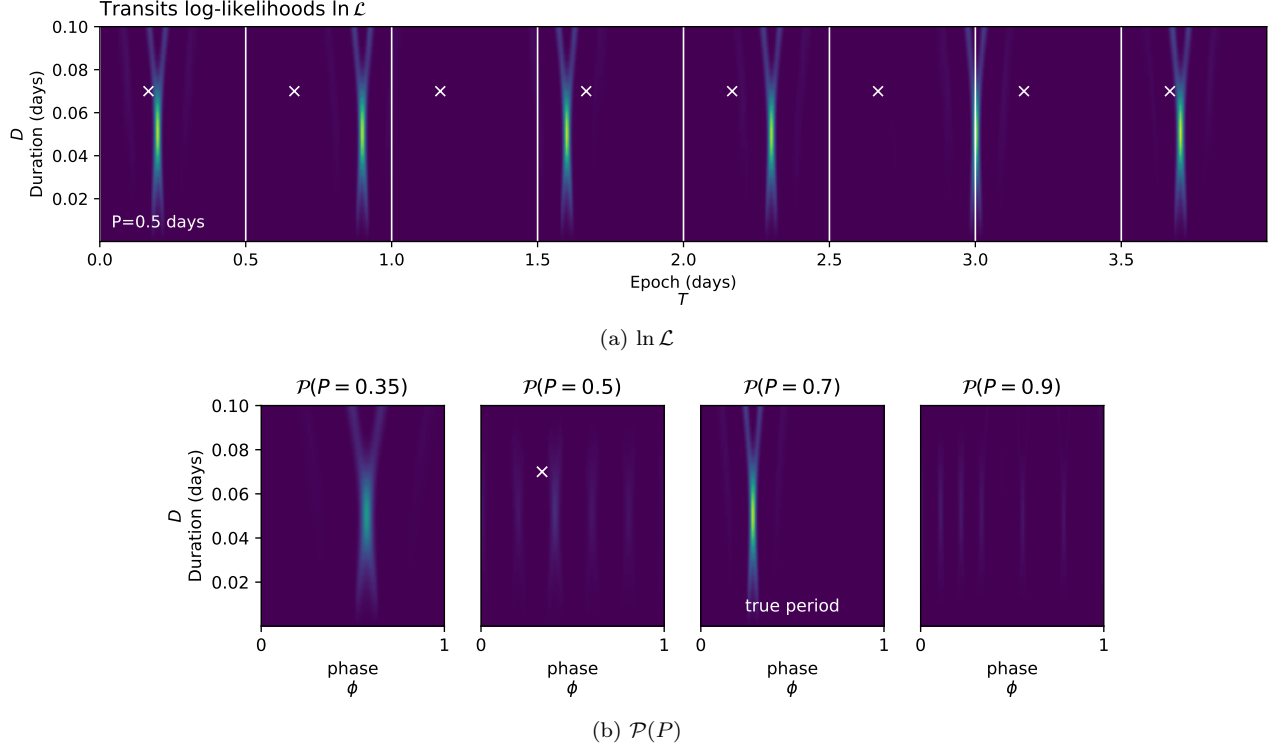 Transits log-likelihoods ln ℒ
0.10
0.08
0.06
0.04
0.02
D
Duration (days)
P=0.5 days
0.0 0.5 1.0 1.5 2.0 2.5 3.0 3.5
Epoch (days)
T
(a) ln ℒ
𝒫(P = 0.35) 𝒫(P = 0.5) 𝒫(P = 0.7) 𝒫(P = 0.9)
0.10
0.08
0.06
0.04
0.02
D
Duration (days)
true period
0 1 0 1 0 1 0 1
phase phase phase phase
ϕ ϕ ϕ ϕ
(b) 𝒫(P)